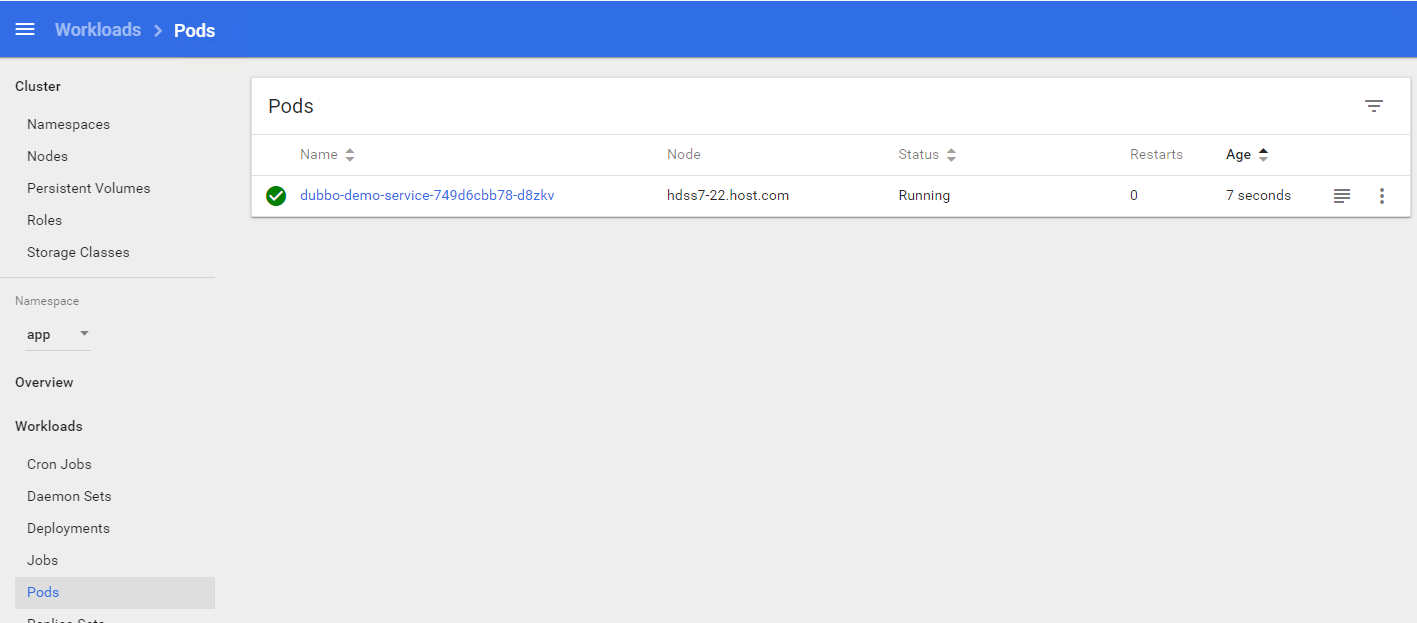 Workloads > Pods
Cluster
Namespaces
Nodes
Persistent Volumes
Roles
Storage Classes
Namespace
app
Overview
Workloads
Cron Jobs
Daemon Sets
Deployments
Jobs
Pods
Replica Sets
Pods
Name Node Status Restarts Age
dubbo-demo-service-749d6cbb78-d8zkv hdss7-22.host.com Running 0 7 seconds